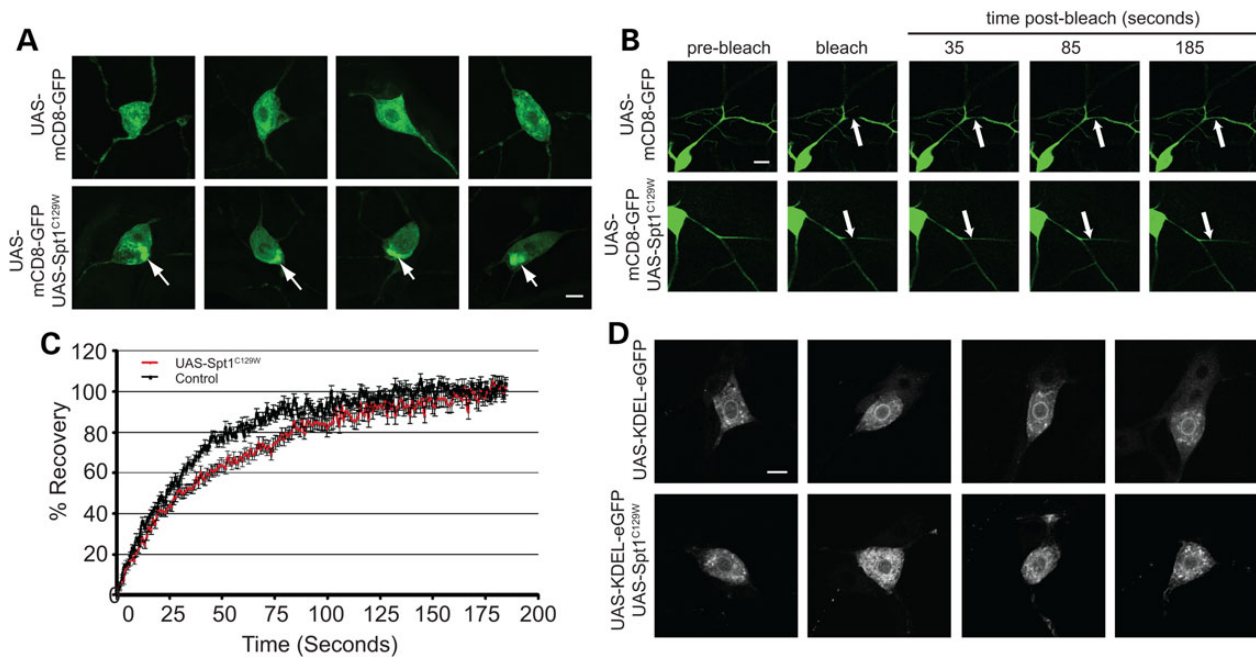 A
UAS-
mCD8-GFP
UAS-
mCD8-GFP
UAS-Spt1C129W
B
time post-bleach (seconds)
pre-bleach bleach 35 85 185
UAS-
mCD8-GFP
UAS-
mCD8-GFP
UAS-Spt1C129W
C
% Recovery
120
100
80
60
40
20
0
UAS-Spt1C129W
Control
0 25 50 75 100 125 150 175 200
Time (Seconds)
D
UAS-KDEL-eGFP
UAS-KDEL-eGFP
UAS-Spt1C129W